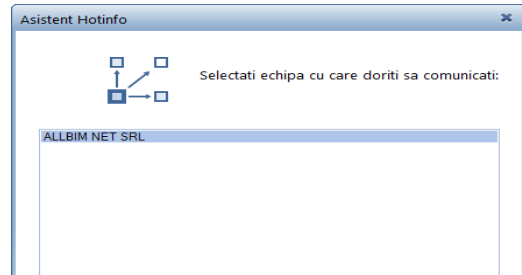 Asistent Hotinfo
Selectati echipa cu care doriti sa comunicati:
ALLBIM NET SRL